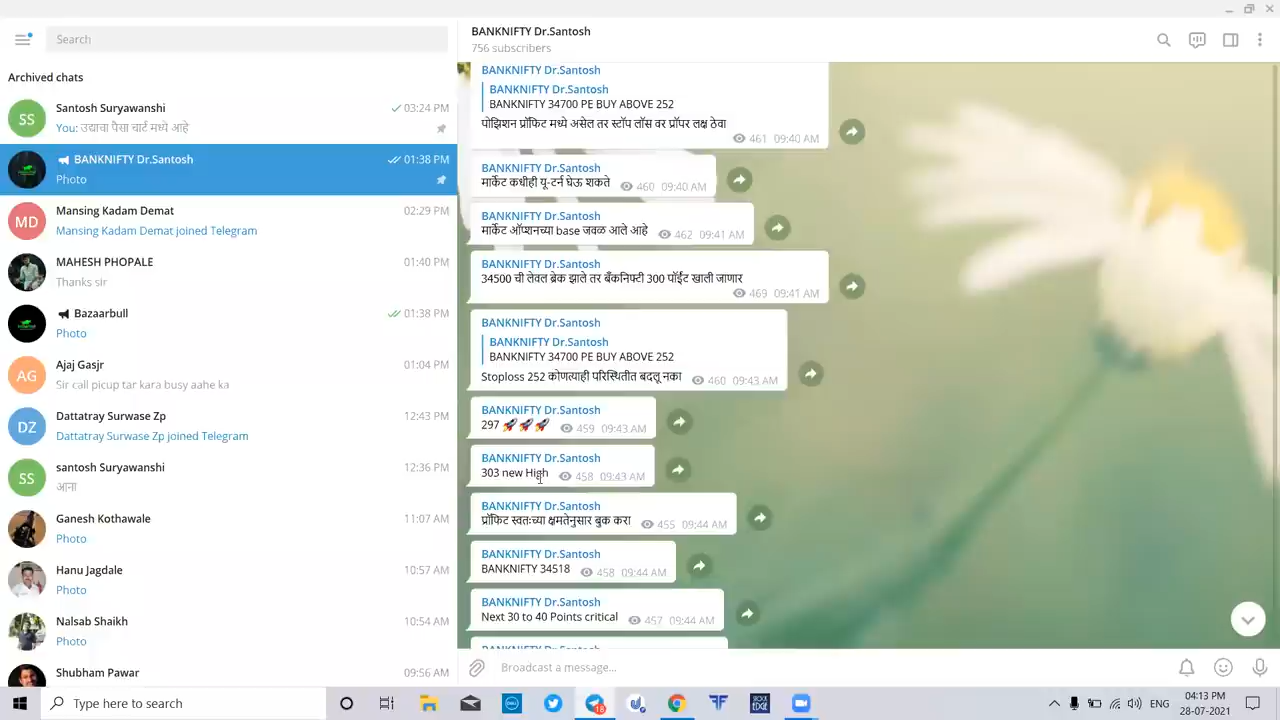 Search
Archived chats
Santosh Suryawanshi
03:24 PM
You: उद्याचा पैसा चार्ट मध्ये आहे
BANKNIFTY Dr.Santosh
01:38 PM
Photo
Mansing Kadam Demat
02:29 PM
Mansing Kadam Demat joined Telegram
MAHESH PHOPALE
01:40 PM
Thanks sir
Bazaarbull
01:38 PM
Photo
Ajaj Gasjr
01:04 PM
Sir call picup tar kara busy aahe ka
Dattatray Surwase Zp
12:43 PM
Dattatray Surwase Zp joined Telegram
santosh Suryawanshi
12:36 PM
आना
Ganesh Kothawale
11:07 AM
Photo
Hanu Jagdale
10:57 AM
Photo
Nalsab Shaikh
10:54 AM
Photo
Shubham Pawar
09:56 AM
SS
MD
AG
DZ
SS
BANKNIFTY Dr.Santosh
756 subscribers
BANKNIFTY Dr.Santosh
BANKNIFTY Dr.Santosh
BANKNIFTY 34700 PE BUY ABOVE 252
पोझिशन प्रॉफिट मध्ये असेल तर स्टॉप लॉस वर प्रॉपर लक्ष ठेवा
461 09:40 AM
BANKNIFTY Dr.Santosh
मार्केट कधीही यू-टर्न घेऊ शकते 460 09:40 AM
BANKNIFTY Dr.Santosh
मार्केट ऑप्शनच्या base जवळ आले आहे 462 09:41 AM
BANKNIFTY Dr.Santosh
34500 ची लेवल ब्रेक झाले तर बँकनिफ्टी 300 पॉईंट खाली जाणार
469 09:41 AM
BANKNIFTY Dr.Santosh
BANKNIFTY Dr.Santosh
BANKNIFTY 34700 PE BUY ABOVE 252
Stoploss 252 कोणत्याही परिस्थितीत बदलू नका 460 09:43 AM
BANKNIFTY Dr.Santosh
297 🚀🚀🚀 459 09:43 AM
BANKNIFTY Dr.Santosh
303 new High 458 09:43 AM
BANKNIFTY Dr.Santosh
प्रॉफिट स्वतःच्या क्षमतेनुसार बुक करा 455 09:44 AM
BANKNIFTY Dr.Santosh
BANKNIFTY 34518 458 09:44 AM
BANKNIFTY Dr.Santosh
Next 30 to 40 Points critical 457 09:44 AM
Broadcast a message...
Type here to search
DELL
18
STOCK
EDGE
ENG
04:13 PM
28-07-2021